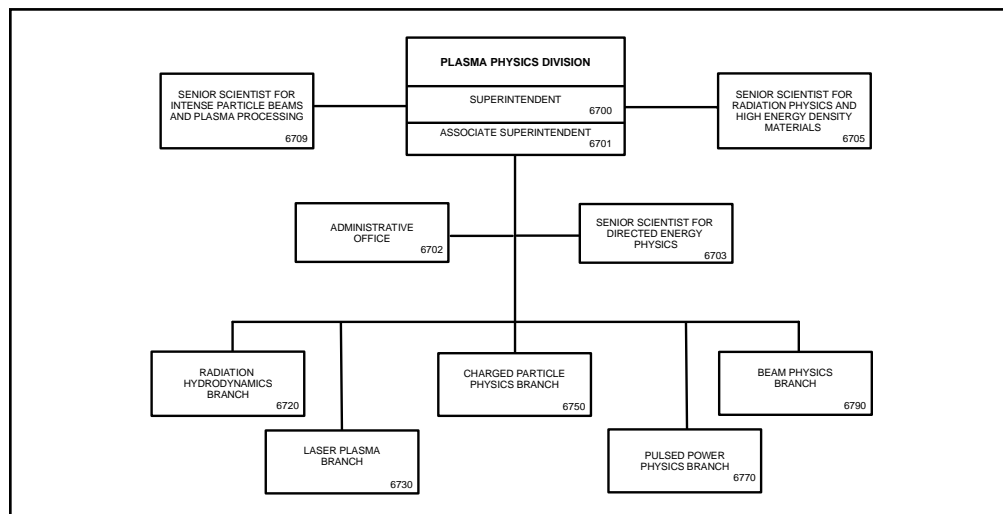 PLASMA PHYSICS DIVISION
SUPERINTENDENT
6700
ASSOCIATE SUPERINTENDENT
6701
SENIOR SCIENTIST FOR
INTENSE PARTICLE BEAMS
AND PLASMA PROCESSING
6709
SENIOR SCIENTIST FOR
RADIATION PHYSICS AND
HIGH ENERGY DENSITY
MATERIALS
6705
ADMINISTRATIVE
OFFICE
6702
SENIOR SCIENTIST FOR
DIRECTED ENERGY
PHYSICS
6703
RADIATION
HYDRODYNAMICS
BRANCH
6720
LASER PLASMA
BRANCH
6730
CHARGED PARTICLE
PHYSICS BRANCH
6750
PULSED POWER
PHYSICS BRANCH
6770
BEAM PHYSICS
BRANCH
6790